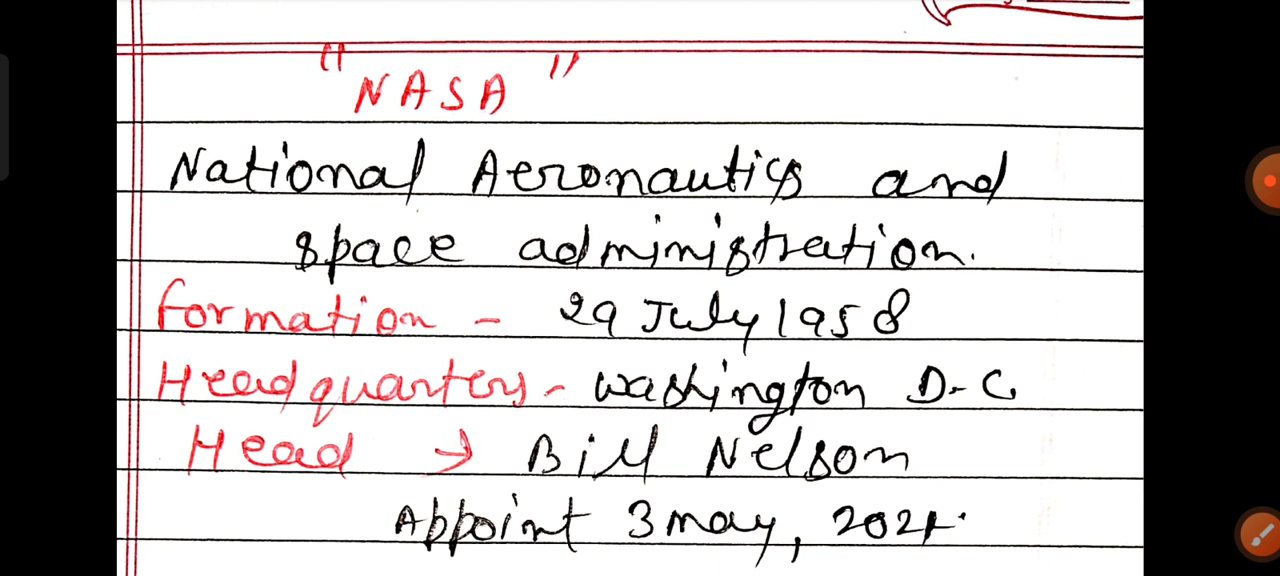 "NASA"
National Aeronautics and
space administration.
formation - 29 July 1958
Headquarters - Washington D-C
Head → Bill Nelson
Appoint 3 may, 2021.